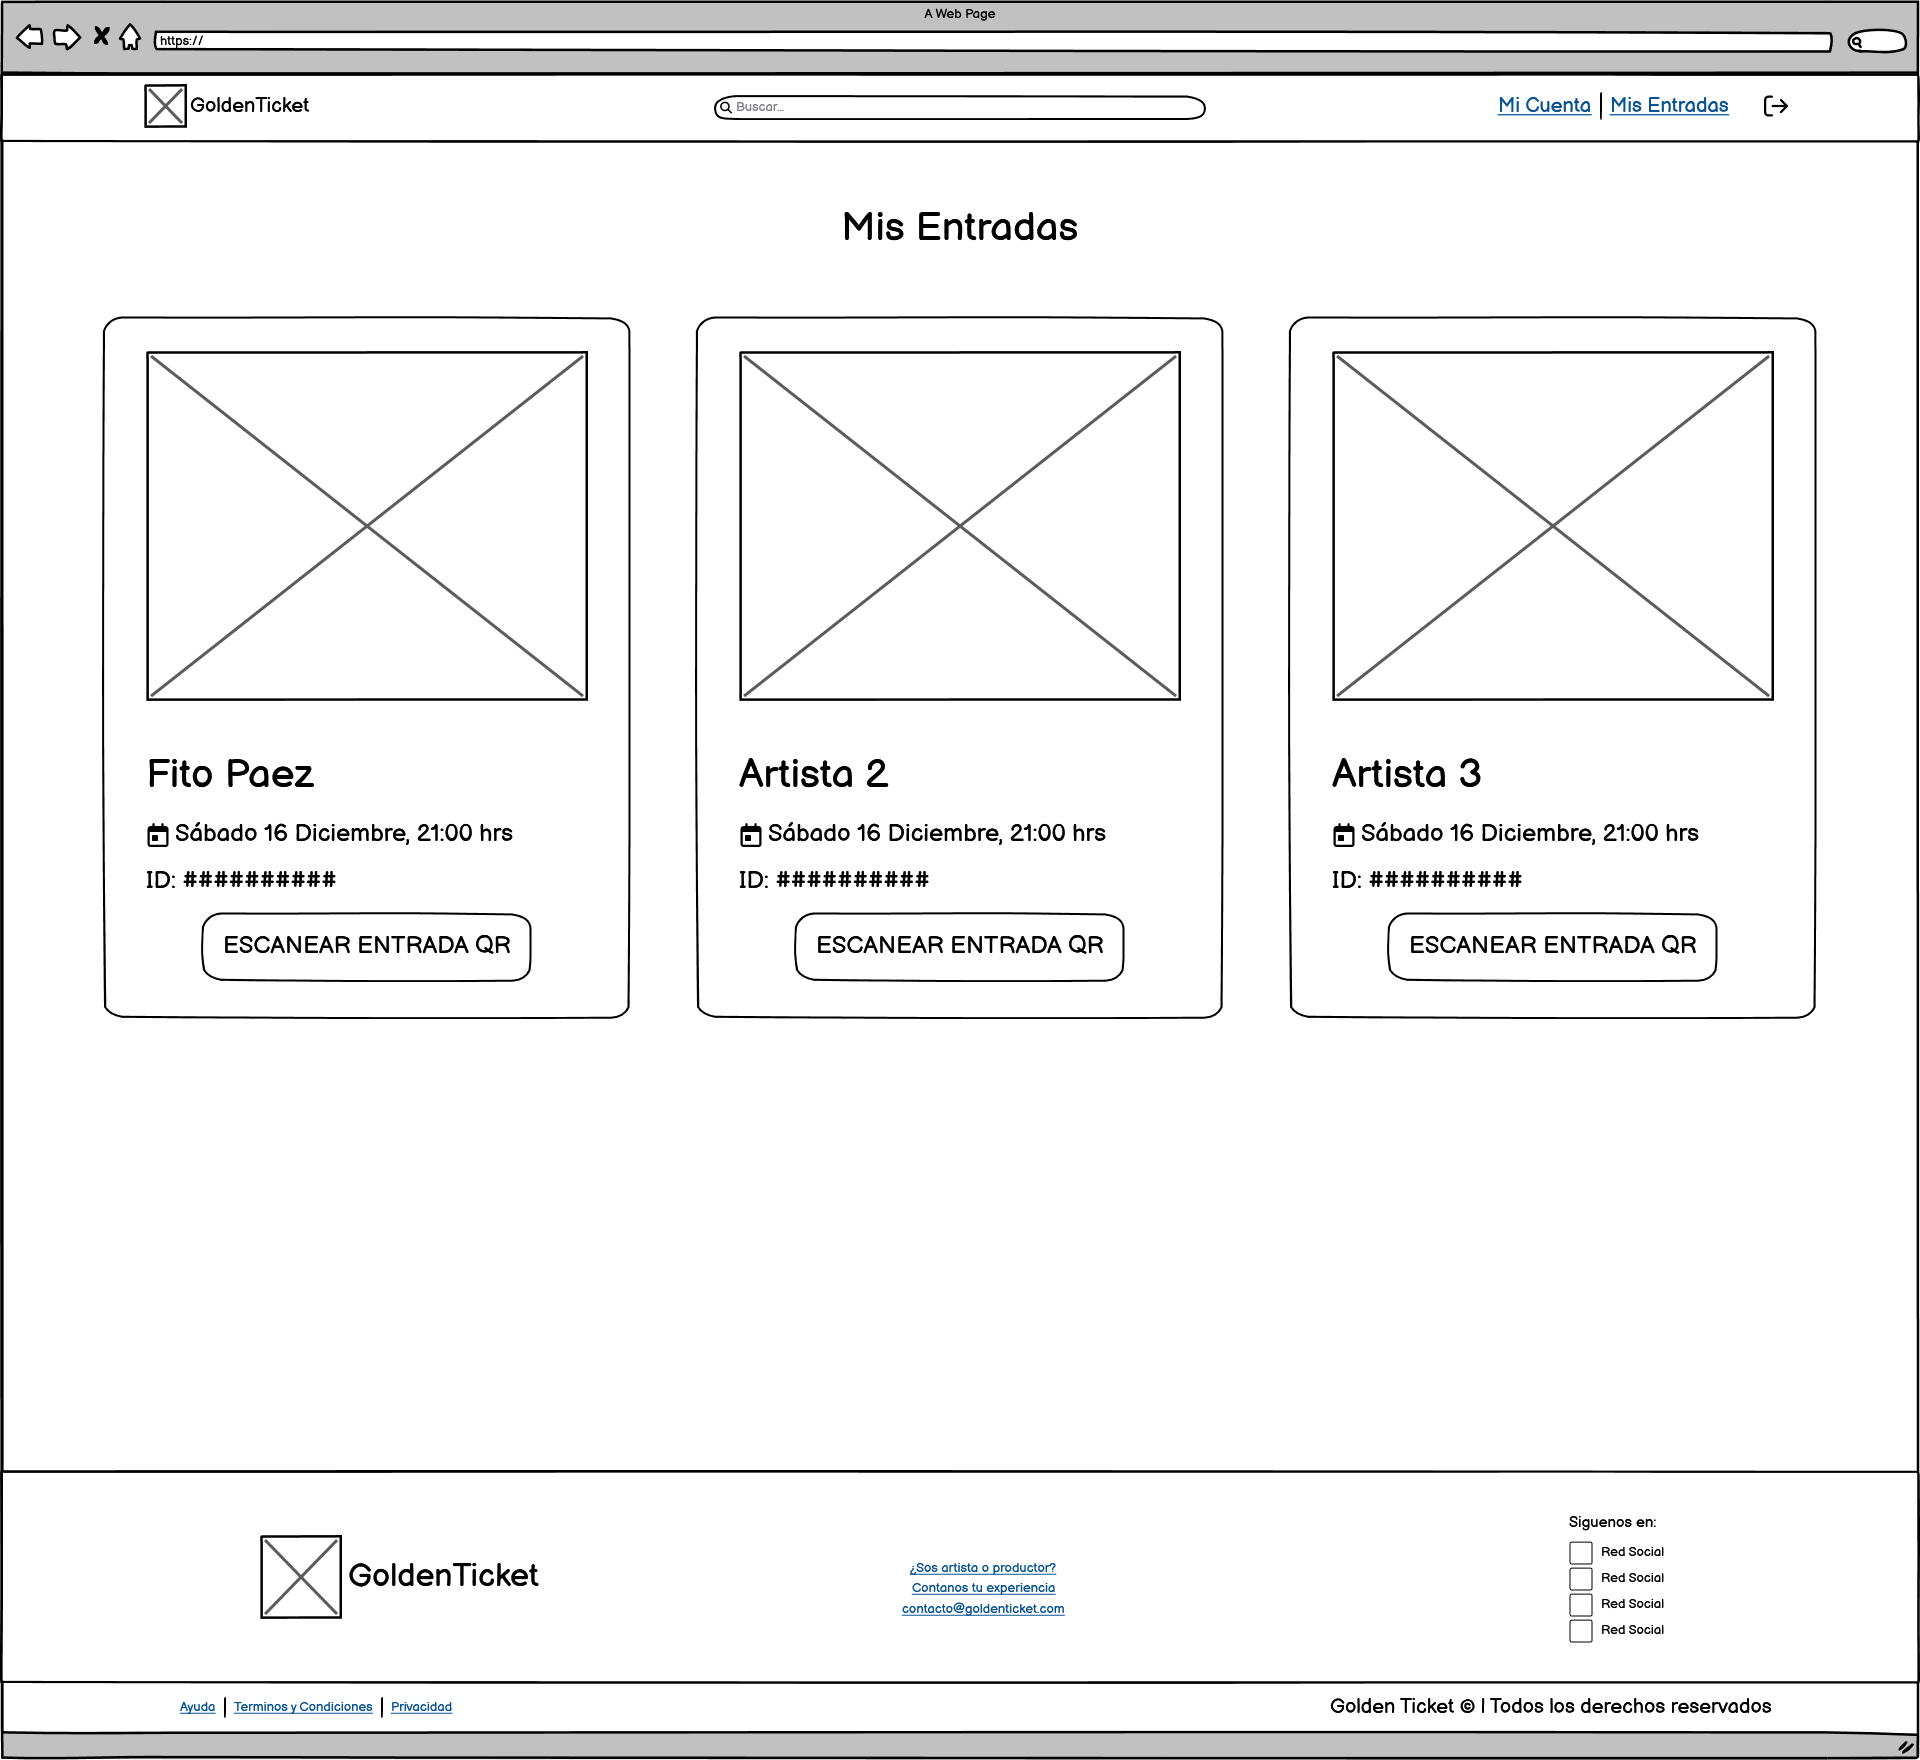 A Web Page
https://
GoldenTicket
Buscar...
Mi Cuenta
Mis Entradas
Mis Entradas
Fito Paez
Sábado 16 Diciembre, 21:00 hrs
ID: ##########
ESCANEAR ENTRADA QR
Artista 2
Sábado 16 Diciembre, 21:00 hrs
ID: ##########
ESCANEAR ENTRADA QR
Artista 3
Sábado 16 Diciembre, 21:00 hrs
ID: ##########
ESCANEAR ENTRADA QR
GoldenTicket
¿Sos artista o productor?
Contanos tu experiencia
contacto@goldenticket.com
Siguenos en:
Red Social
Red Social
Red Social
Red Social
Ayuda
Terminos y Condiciones
Privacidad
Golden Ticket © | Todos los derechos reservados